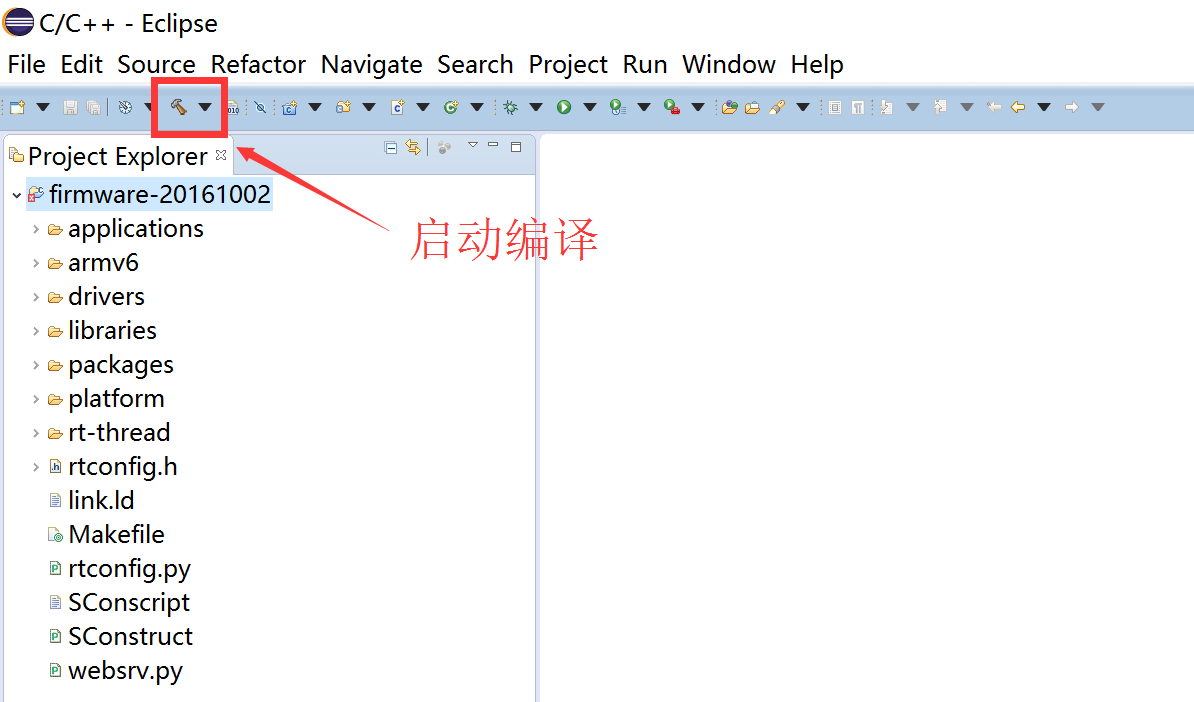 C/C++ - Eclipse
File Edit Source Refactor Navigate Search Project Run Window Help
Project Explorer
启动编译
firmware-20161002
applications
armv6
drivers
libraries
packages
platform
rt-thread
rtconfig.h
link.ld
Makefile
rtconfig.py
SConscript
SConstruct
websrv.py